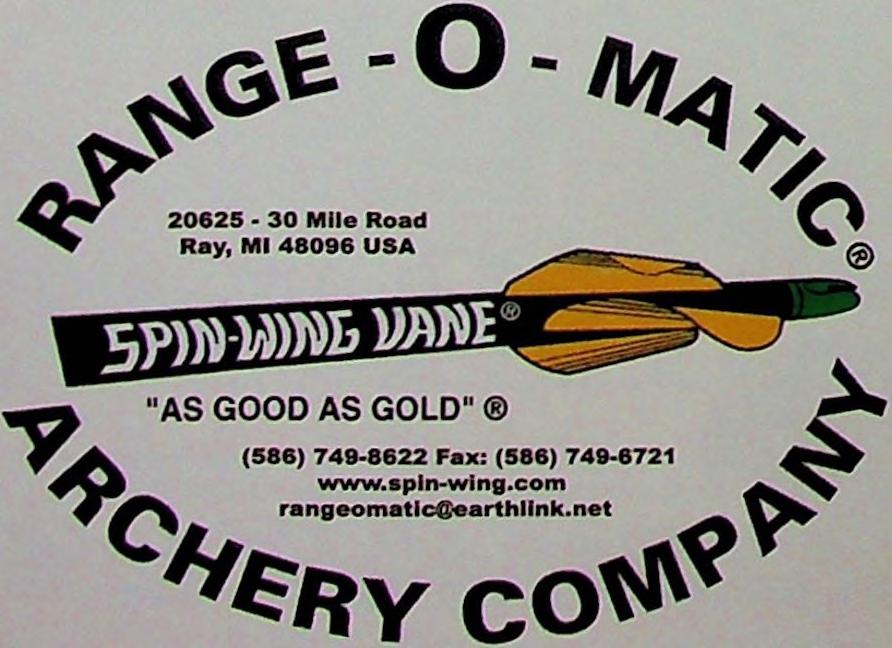 RANGE - O - MATIC®
20625 - 30 Mile Road
Ray, MI 48096 USA
SPIN-WING VANE®
"AS GOOD AS GOLD" ®
(586) 749-8622 Fax: (586) 749-6721
www.spin-wing.com
rangeomatic@earthlink.net
ARCHERY COMPANY